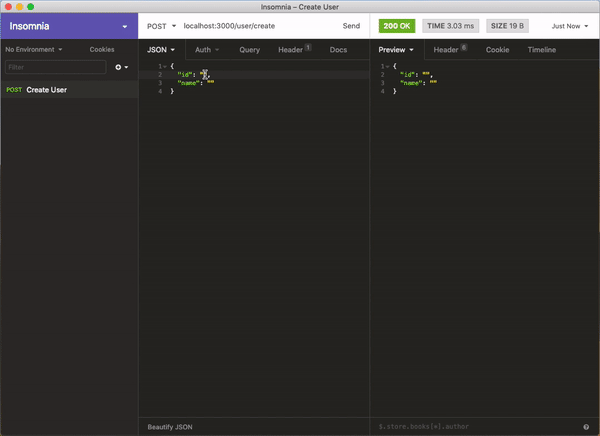 Insomnia – Create User
Insomnia
POST localhost:3000/user/create Send
200 OK TIME 3.03 ms SIZE 19 B Just Now
No Environment Cookies
JSON Auth Query Header 1 Docs
Preview Header 6 Cookie Timeline
Filter
POST Create User
1 {
2 "id": "",
3 "name": ""
4 }
1 {
2 "id": "",
3 "name": ""
4 }
Beautify JSON
$.store.books[*].author